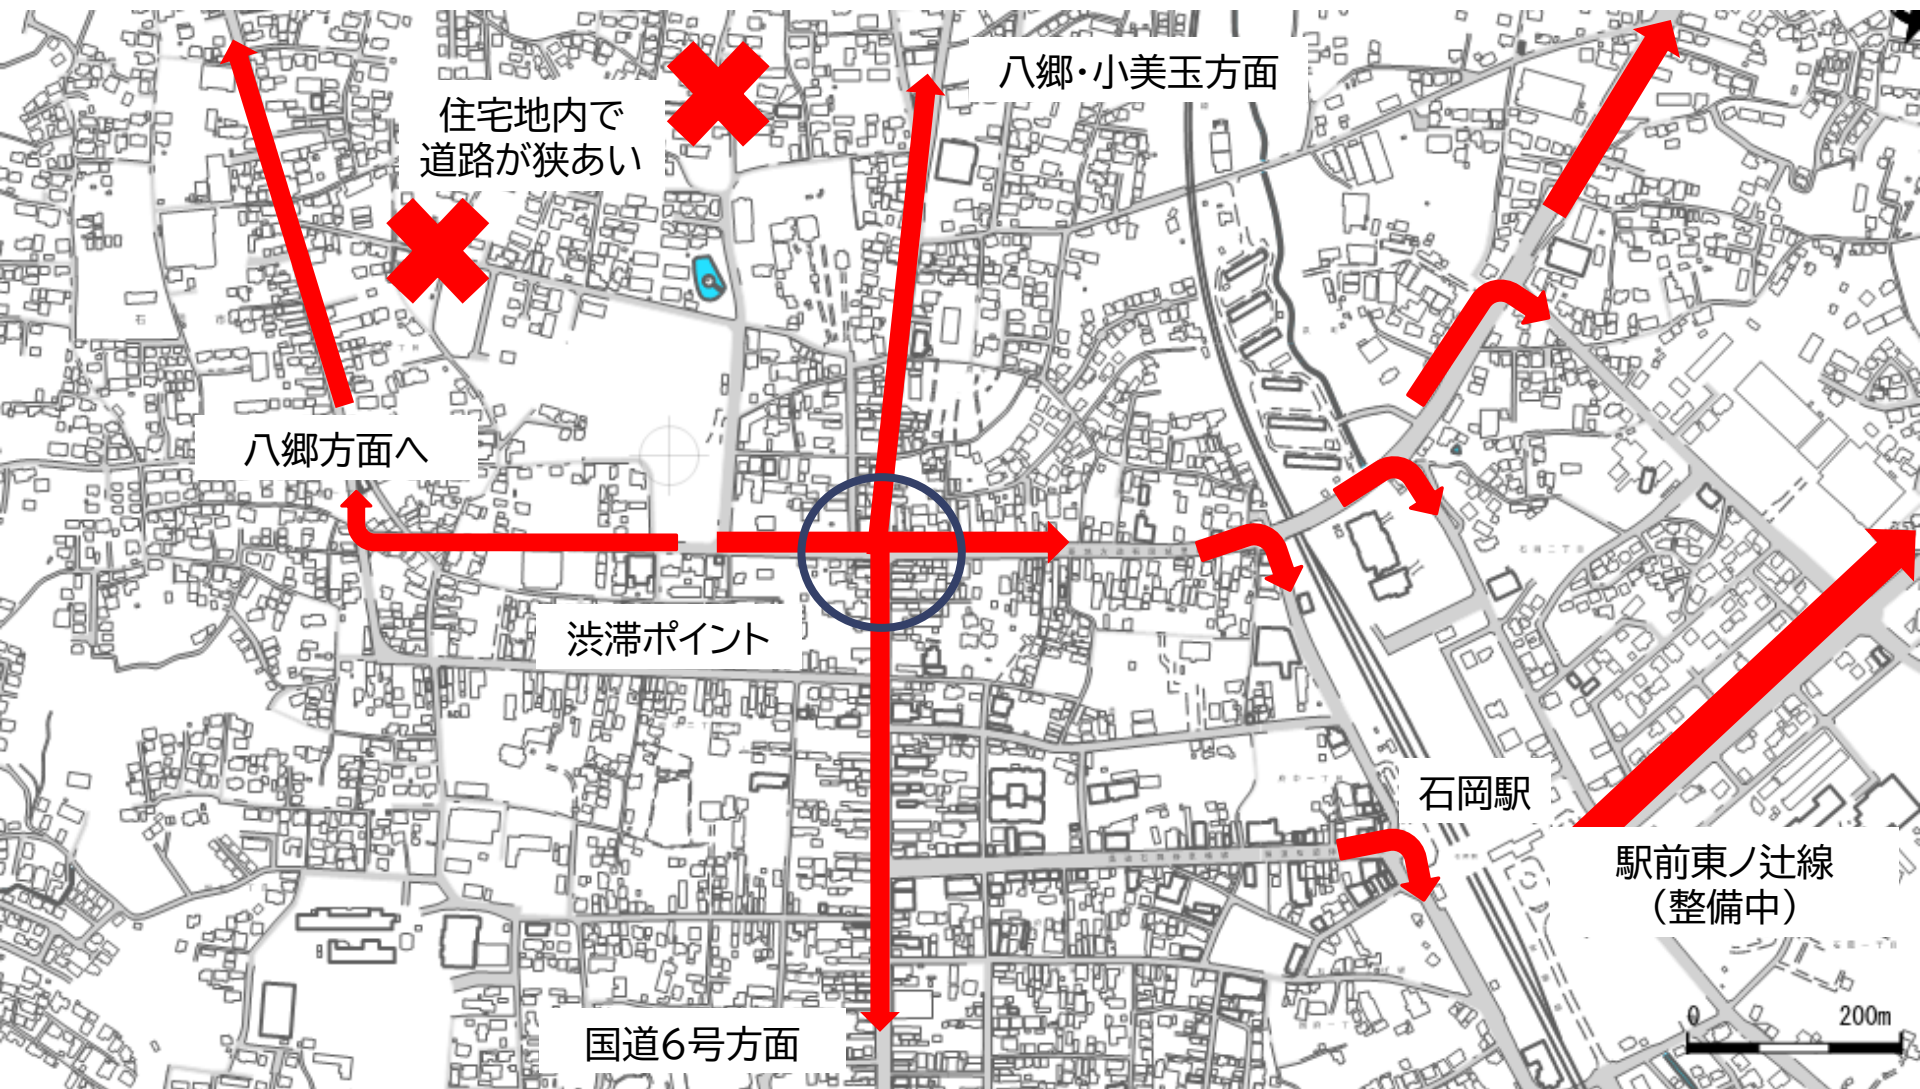 八郷・小美玉方面
住宅地内で
道路が狭あい
八郷方面へ
渋滞ポイント
石岡駅
駅前東ノ辻線
（整備中）
国道６号方面
0 200m